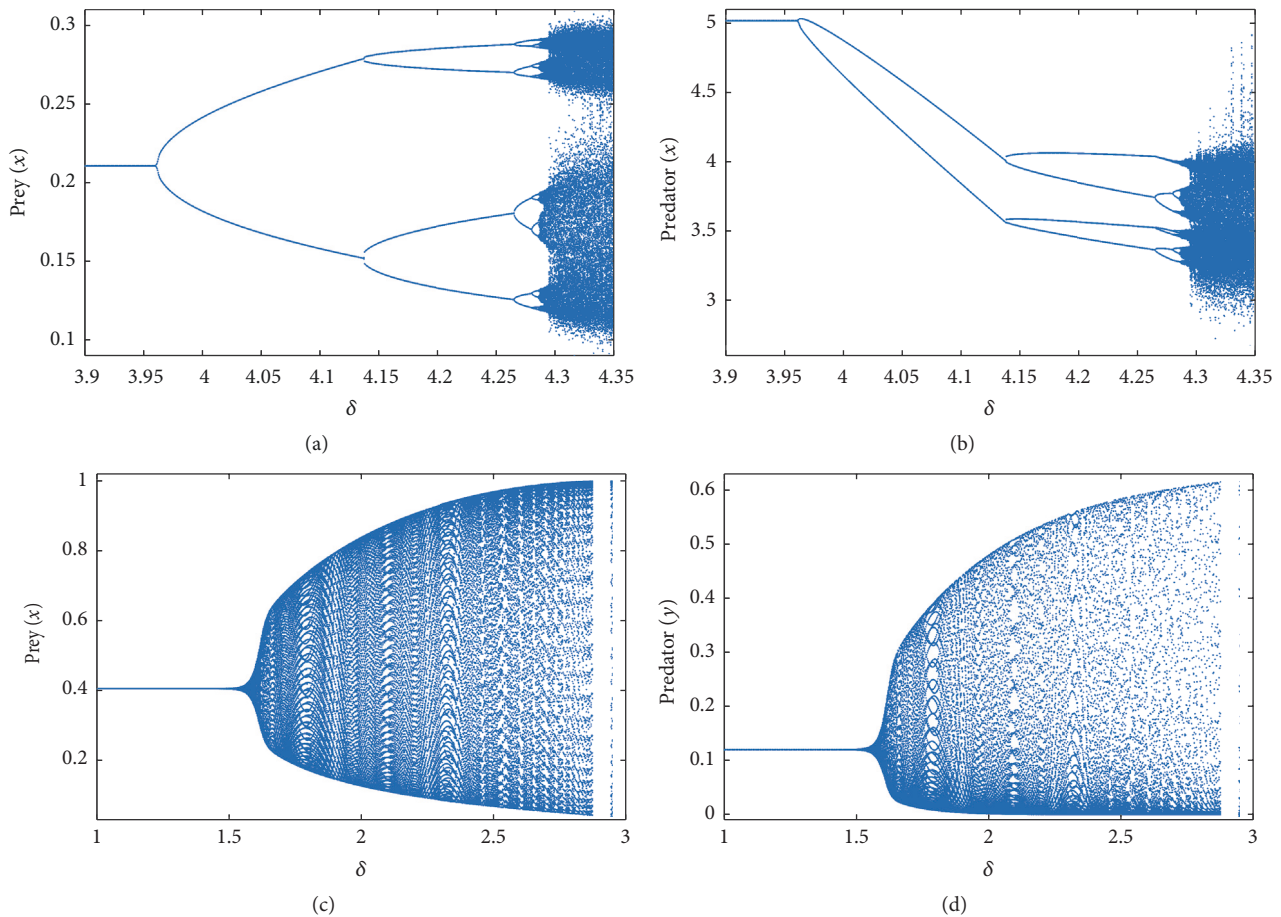 0.3
0.25
0.2
0.15
0.1
Prey (x)
3.9 3.95 4 4.05 4.1 4.15 4.2 4.25 4.3 4.35
δ
(a)
5
4.5
4
3.5
3
Predator (x)
3.9 3.95 4 4.05 4.1 4.15 4.2 4.25 4.3 4.35
δ
(b)
1
0.8
0.6
0.4
0.2
Prey (x)
1 1.5 2 2.5 3
δ
(c)
0.6
0.5
0.4
0.3
0.2
0.1
0
Predator (y)
1 1.5 2 2.5 3
δ
(d)